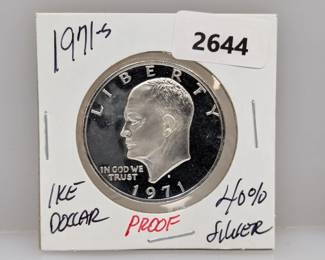 1971-S
2644
LIBERTY
IN GOD WE
TRUST
S
1971
IKE
DOLLAR
PROOF
40%
SILVER